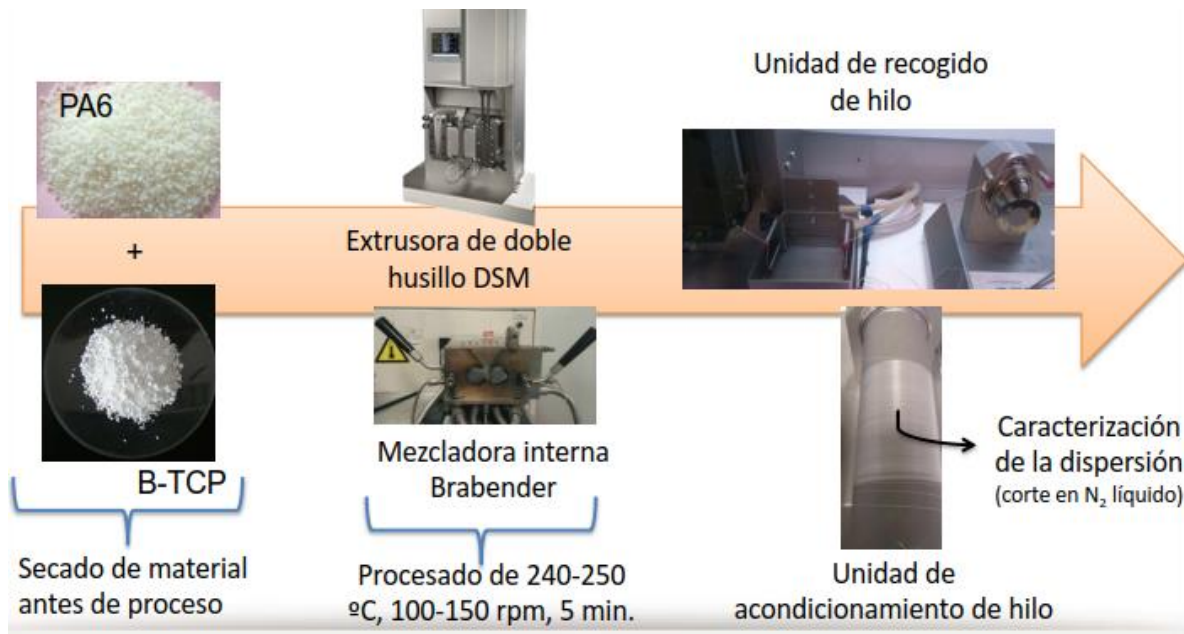 PA6
+
B-TCP
Secado de material
antes de proceso
Extrusora de doble
husillo DSM
Mezcladora interna
Brabender
Procesado de 240-250
ºC, 100-150 rpm, 5 min.
Unidad de recogido
de hilo
Caracterización
de la dispersión
(corte en N₂ líquido)
Unidad de
acondicionamiento de hilo